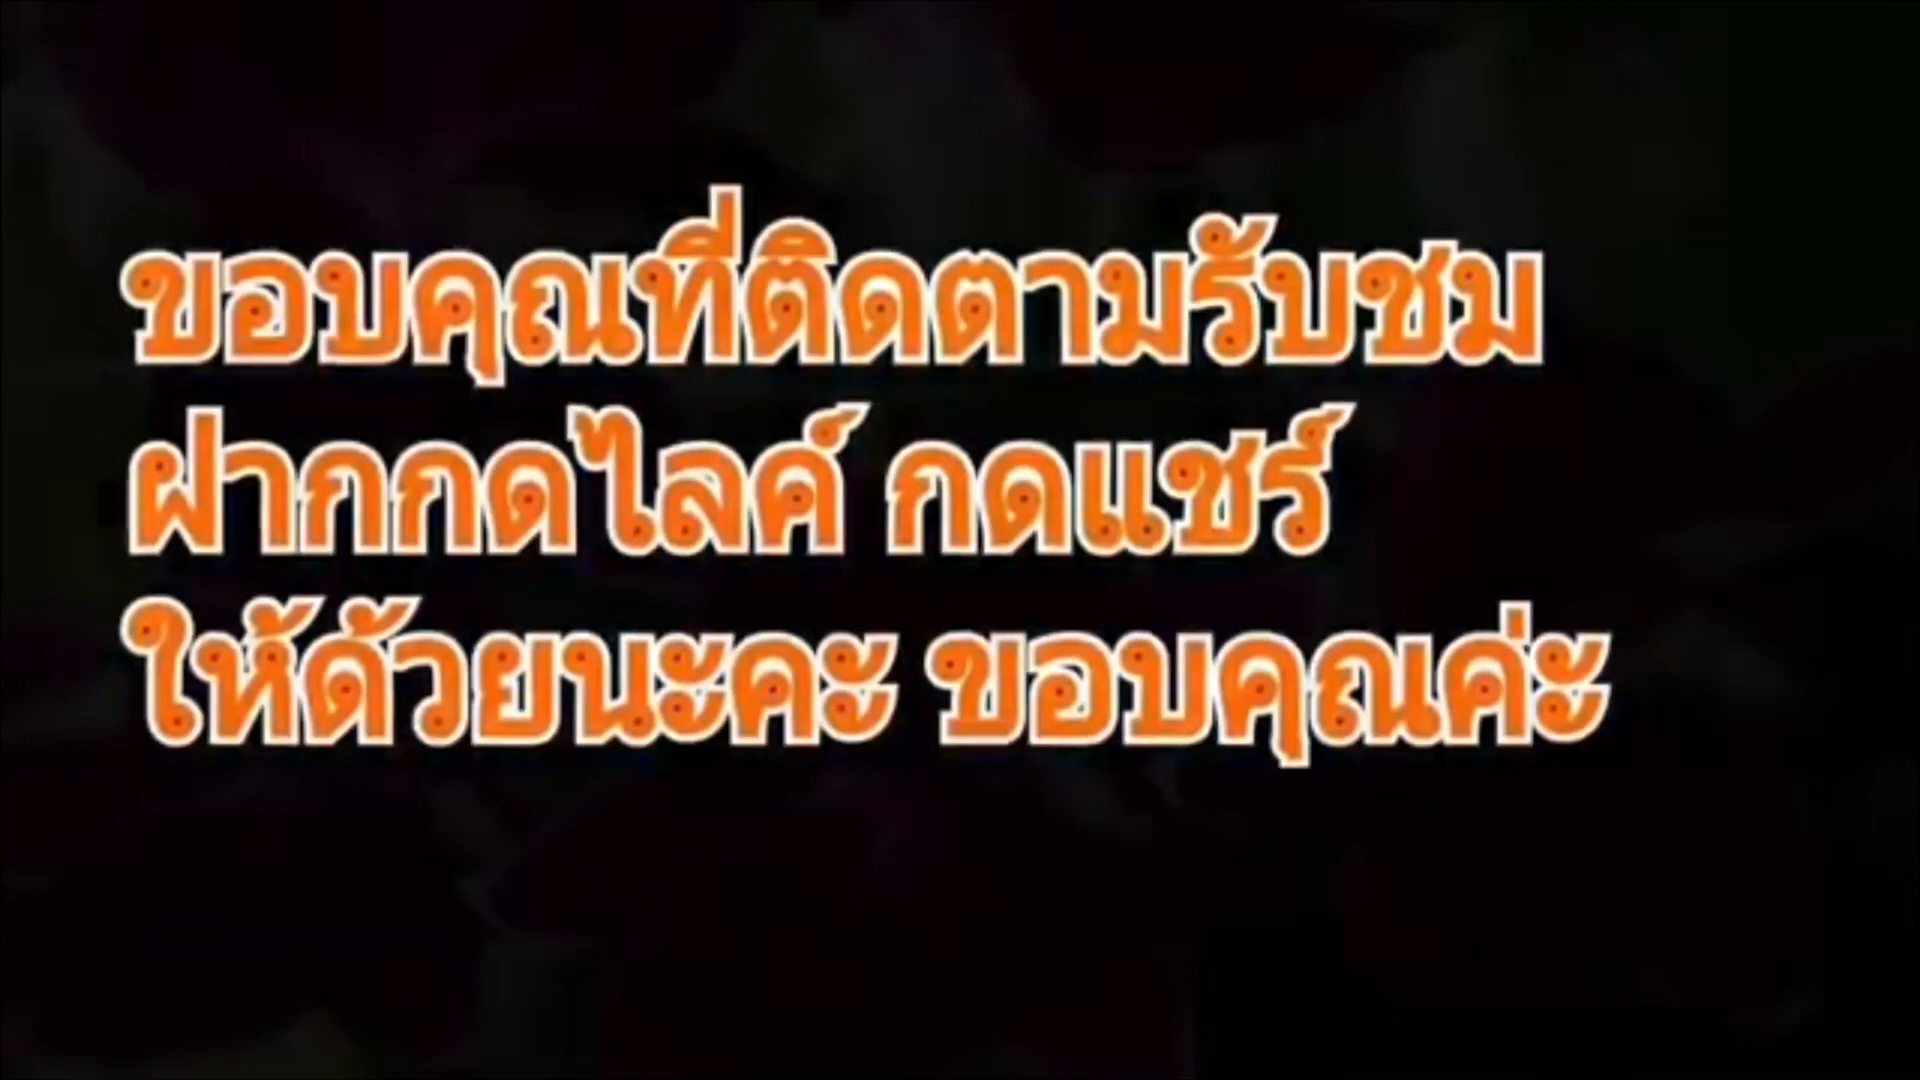 ขอบคุณที่ติดตามรับชม
ฝากกดไลค์ กดแชร์
ให้ด้วยนะคะ ขอบคุณค่ะ